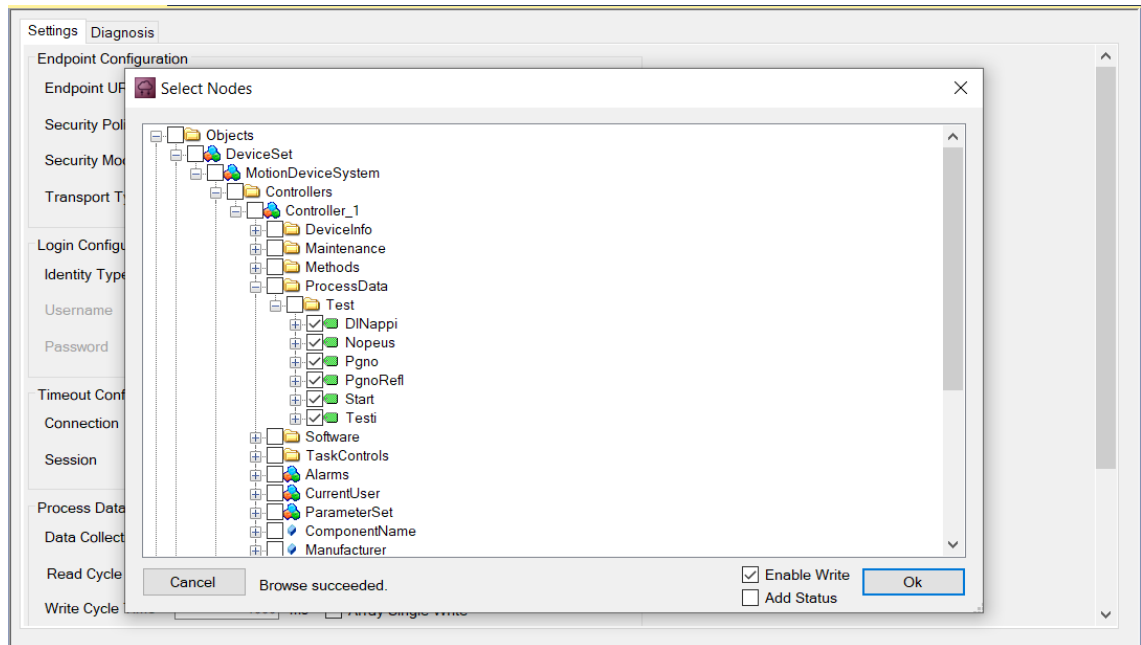 Settings Diagnosis
Endpoint Configuration
Endpoint UR
Select Nodes
Security Poli
Security Mod
Transport Ty
Login Configu
Identity Type
Username
Password
Timeout Conf
Connection
Session
Process Data
Data Collect
Read Cycle
Write Cycle
Objects
DeviceSet
MotionDeviceSystem
Controllers
Controller_1
DeviceInfo
Maintenance
Methods
ProcessData
Test
DINappi
Nopeus
Pgno
PgnoRefl
Start
Testi
Software
TaskControls
Alarms
CurrentUser
ParameterSet
ComponentName
Manufacturer
Cancel Browse succeeded.
Enable Write
Add Status
Ok